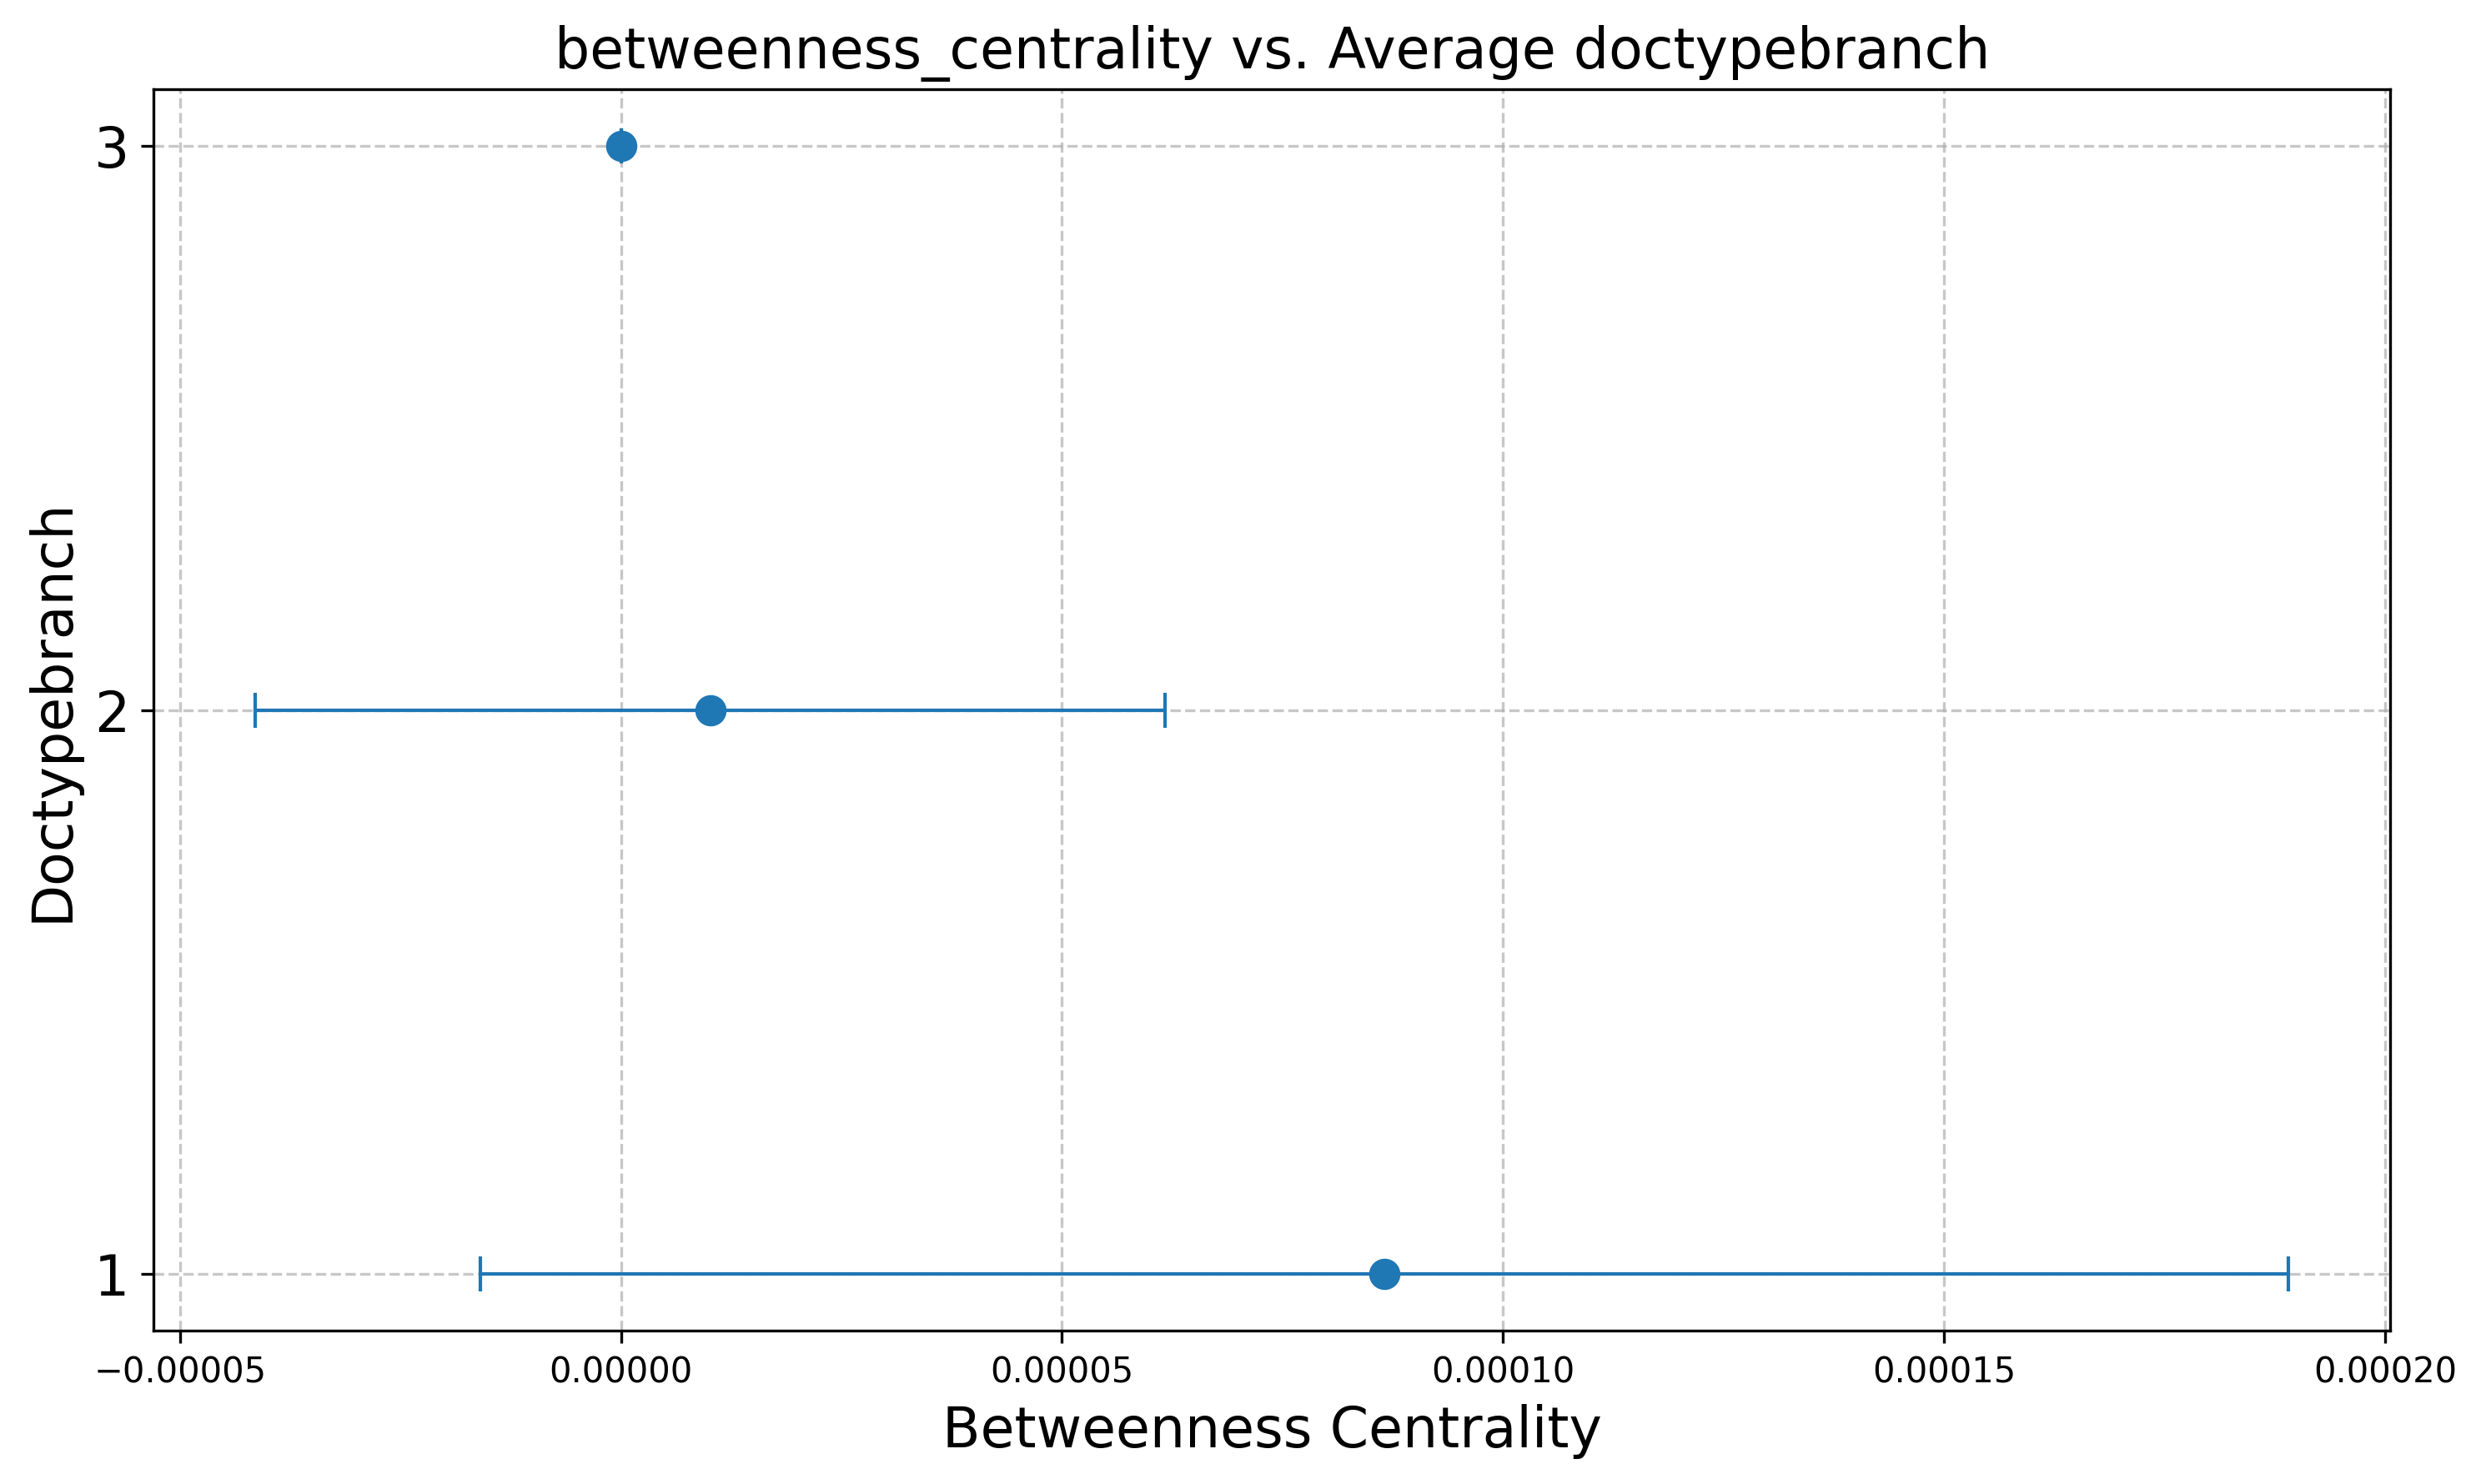 betweenness_centrality vs. Average doctypebranch
3
2
1
Doctypebranch
−0.00005 0.00000 0.00005 0.00010 0.00015 0.00020
Betweenness Centrality